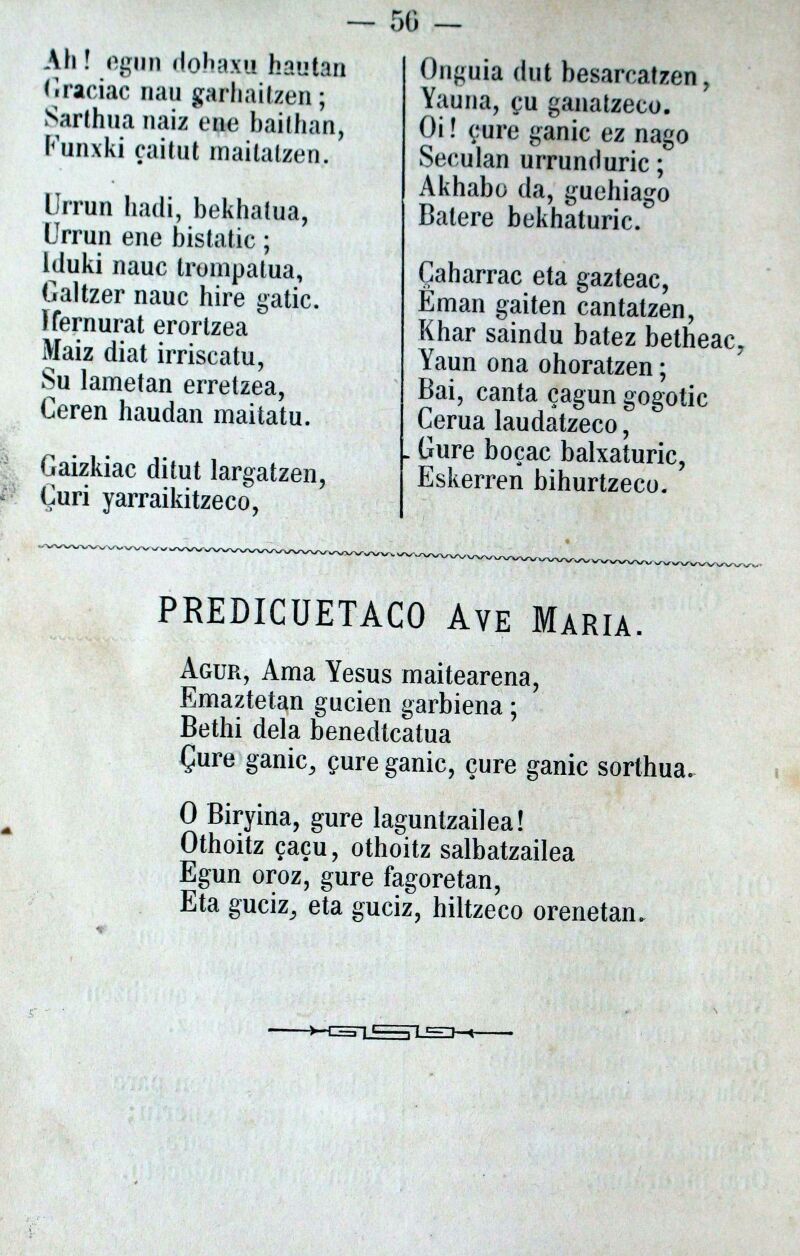 — 56 —
Ah! egun dohaxu hautan
Graciac nau garhaitzen;
Sarthua naiz ene baithan,
Funxki çaitut maitatzen.
Urrun hadi, bekhatua,
Urrun ene bistatic;
Iduki nauc trompatua,
Galtzer nauc hire gatic.
Ifernurat erortzea
Maiz diat irriscatu,
Su lametan erretzea,
Ceren haudan maitatu.
Gaizkiac ditut largatzen,
Çuri yarraikitzeco,
Onguia dut besarcatzen,
Yauna, çu ganatzeco.
Oi! çure ganic ez nago
Seculan urrunduric;
Akhabo da, guehiago
Batere bekhaturic.
Çaharrac eta gazteac,
Eman gaiten cantatzen,
Khar saindu batez betheac,
Yaun ona ohoratzen;
Bai, canta çagun gogotic
Cerua laudatzeco,
Gure boçac balxaturic,
Eskerren bihurtzeco.
PREDICUETACO AVE MARIA.
AGUR, Ama Yesus maitearena,
Emaztetan gucien garbiena;
Bethi dela benedtcatua
Çure ganic, çure ganic, çure ganic sorthua.
O Biryina, gure laguntzailea!
Othoitz çaçu, othoitz salbatzailea
Egun oroz, gure fagoretan,
Eta guciz, eta guciz, hiltzeco orenetan.